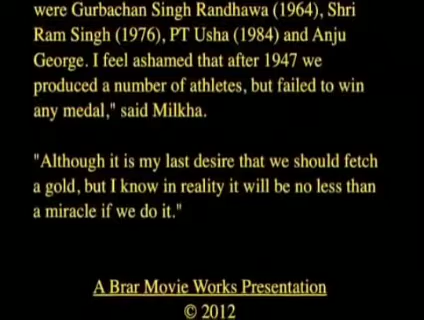 were Gurbachan Singh Randhawa (1964), Shri
Ram Singh (1976), PT Usha (1984) and Anju
George. I feel ashamed that after 1947 we
produced a number of athletes, but failed to win
any medal," said Milkha.
"Although it is my last desire that we should fetch
a gold, but I know in reality it will be no less than
a miracle if we do it."
A Brar Movie Works Presentation
© 2012